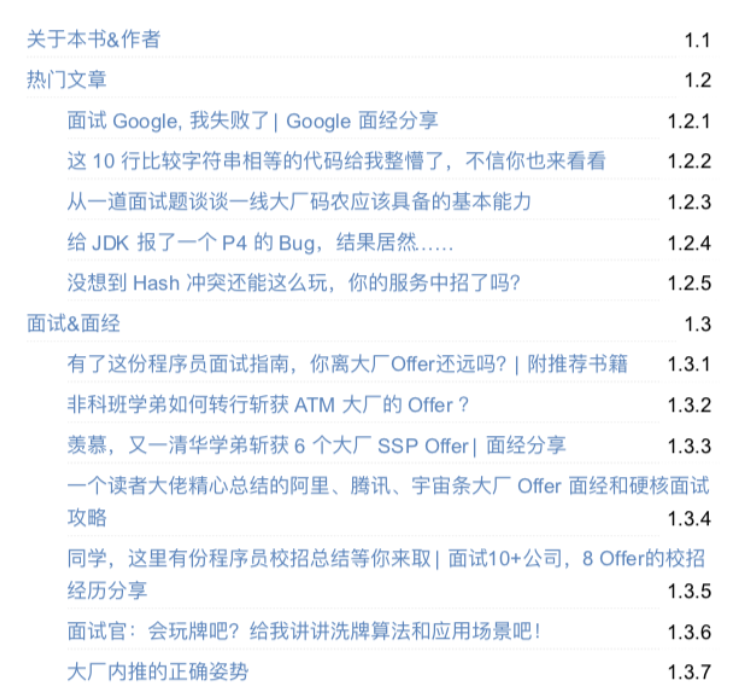 关于本书&作者 1.1
热门文章 1.2
面试 Google, 我失败了| Google 面经分享 1.2.1
这 10 行比较字符串相等的代码给我整懵了，不信你也来看看 1.2.2
从一道面试题谈谈一线大厂码农应该具备的基本能力 1.2.3
给 JDK 报了一个 P4 的 Bug，结果居然…… 1.2.4
没想到 Hash 冲突还能这么玩，你的服务中招了吗？ 1.2.5
面试&面经 1.3
有了这份程序员面试指南，你离大厂Offer还远吗？| 附推荐书籍 1.3.1
非科班学弟如何转行斩获 ATM 大厂的 Offer？ 1.3.2
羡慕，又一清华学弟斩获 6 个大厂 SSP Offer| 面经分享 1.3.3
一个读者大佬精心总结的阿里、腾讯、宇宙条大厂 Offer 面经和硬核面试
攻略 1.3.4
同学，这里有份程序员校招总结等你来取| 面试10+公司，8 Offer的校招
经历分享 1.3.5
面试官：会玩牌吧？给我讲讲洗牌算法和应用场景吧！ 1.3.6
大厂内推的正确姿势 1.3.7